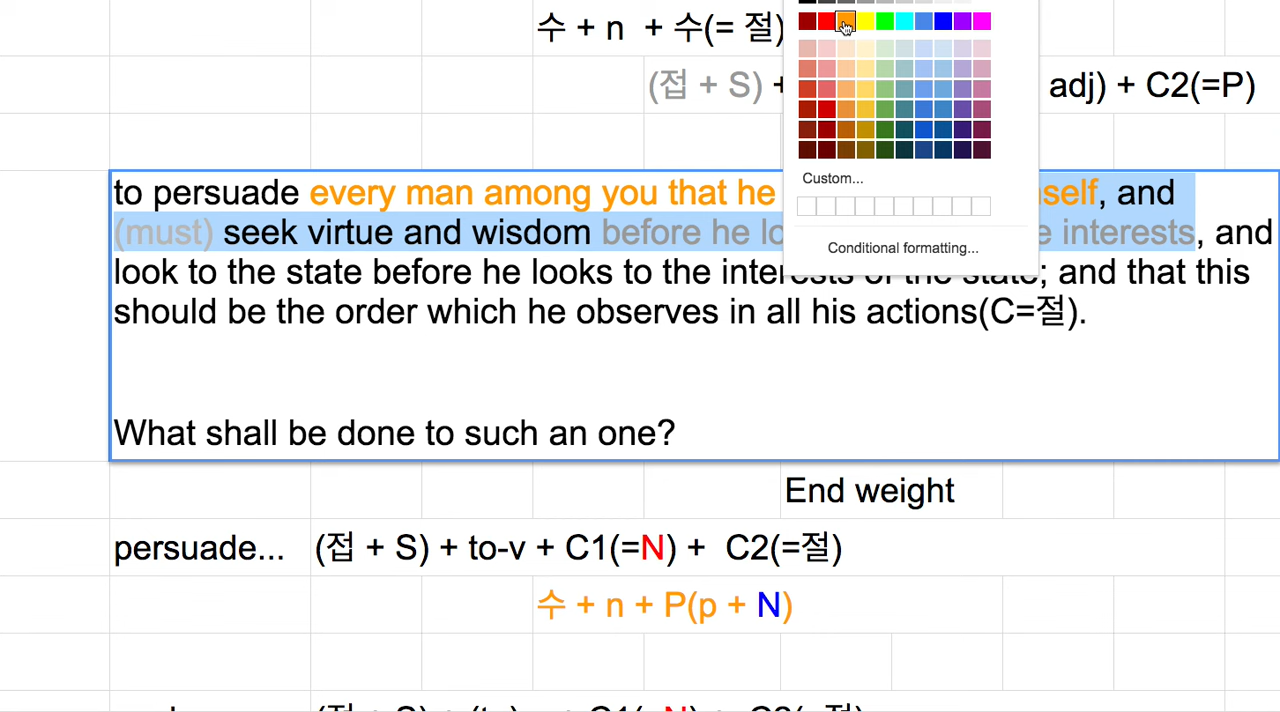 수 + n + 수(= 절)
(접 + S) + adj) + C2(=P)
Custom...
Conditional formatting...
to persuade every man among you that he self, and
(must) seek virtue and wisdom before he lo e interests, and
look to the state before he looks to the interests of the state; and that this
should be the order which he observes in all his actions(C=절).
What shall be done to such an one?
End weight
persuade... (접 + S) + to-v + C1(=N) + C2(=절)
수 + n + P(p + N)